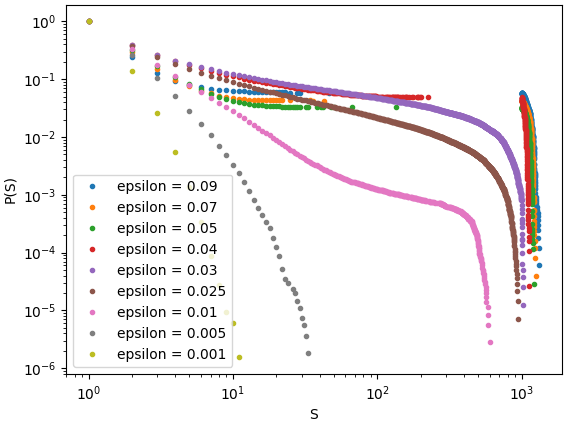 10⁰
10⁻¹
10⁻²
10⁻³
10⁻⁴
10⁻⁵
10⁻⁶
P(S)
epsilon = 0.09
epsilon = 0.07
epsilon = 0.05
epsilon = 0.04
epsilon = 0.03
epsilon = 0.025
epsilon = 0.01
epsilon = 0.005
epsilon = 0.001
10⁰ 10¹ 10² 10³
S